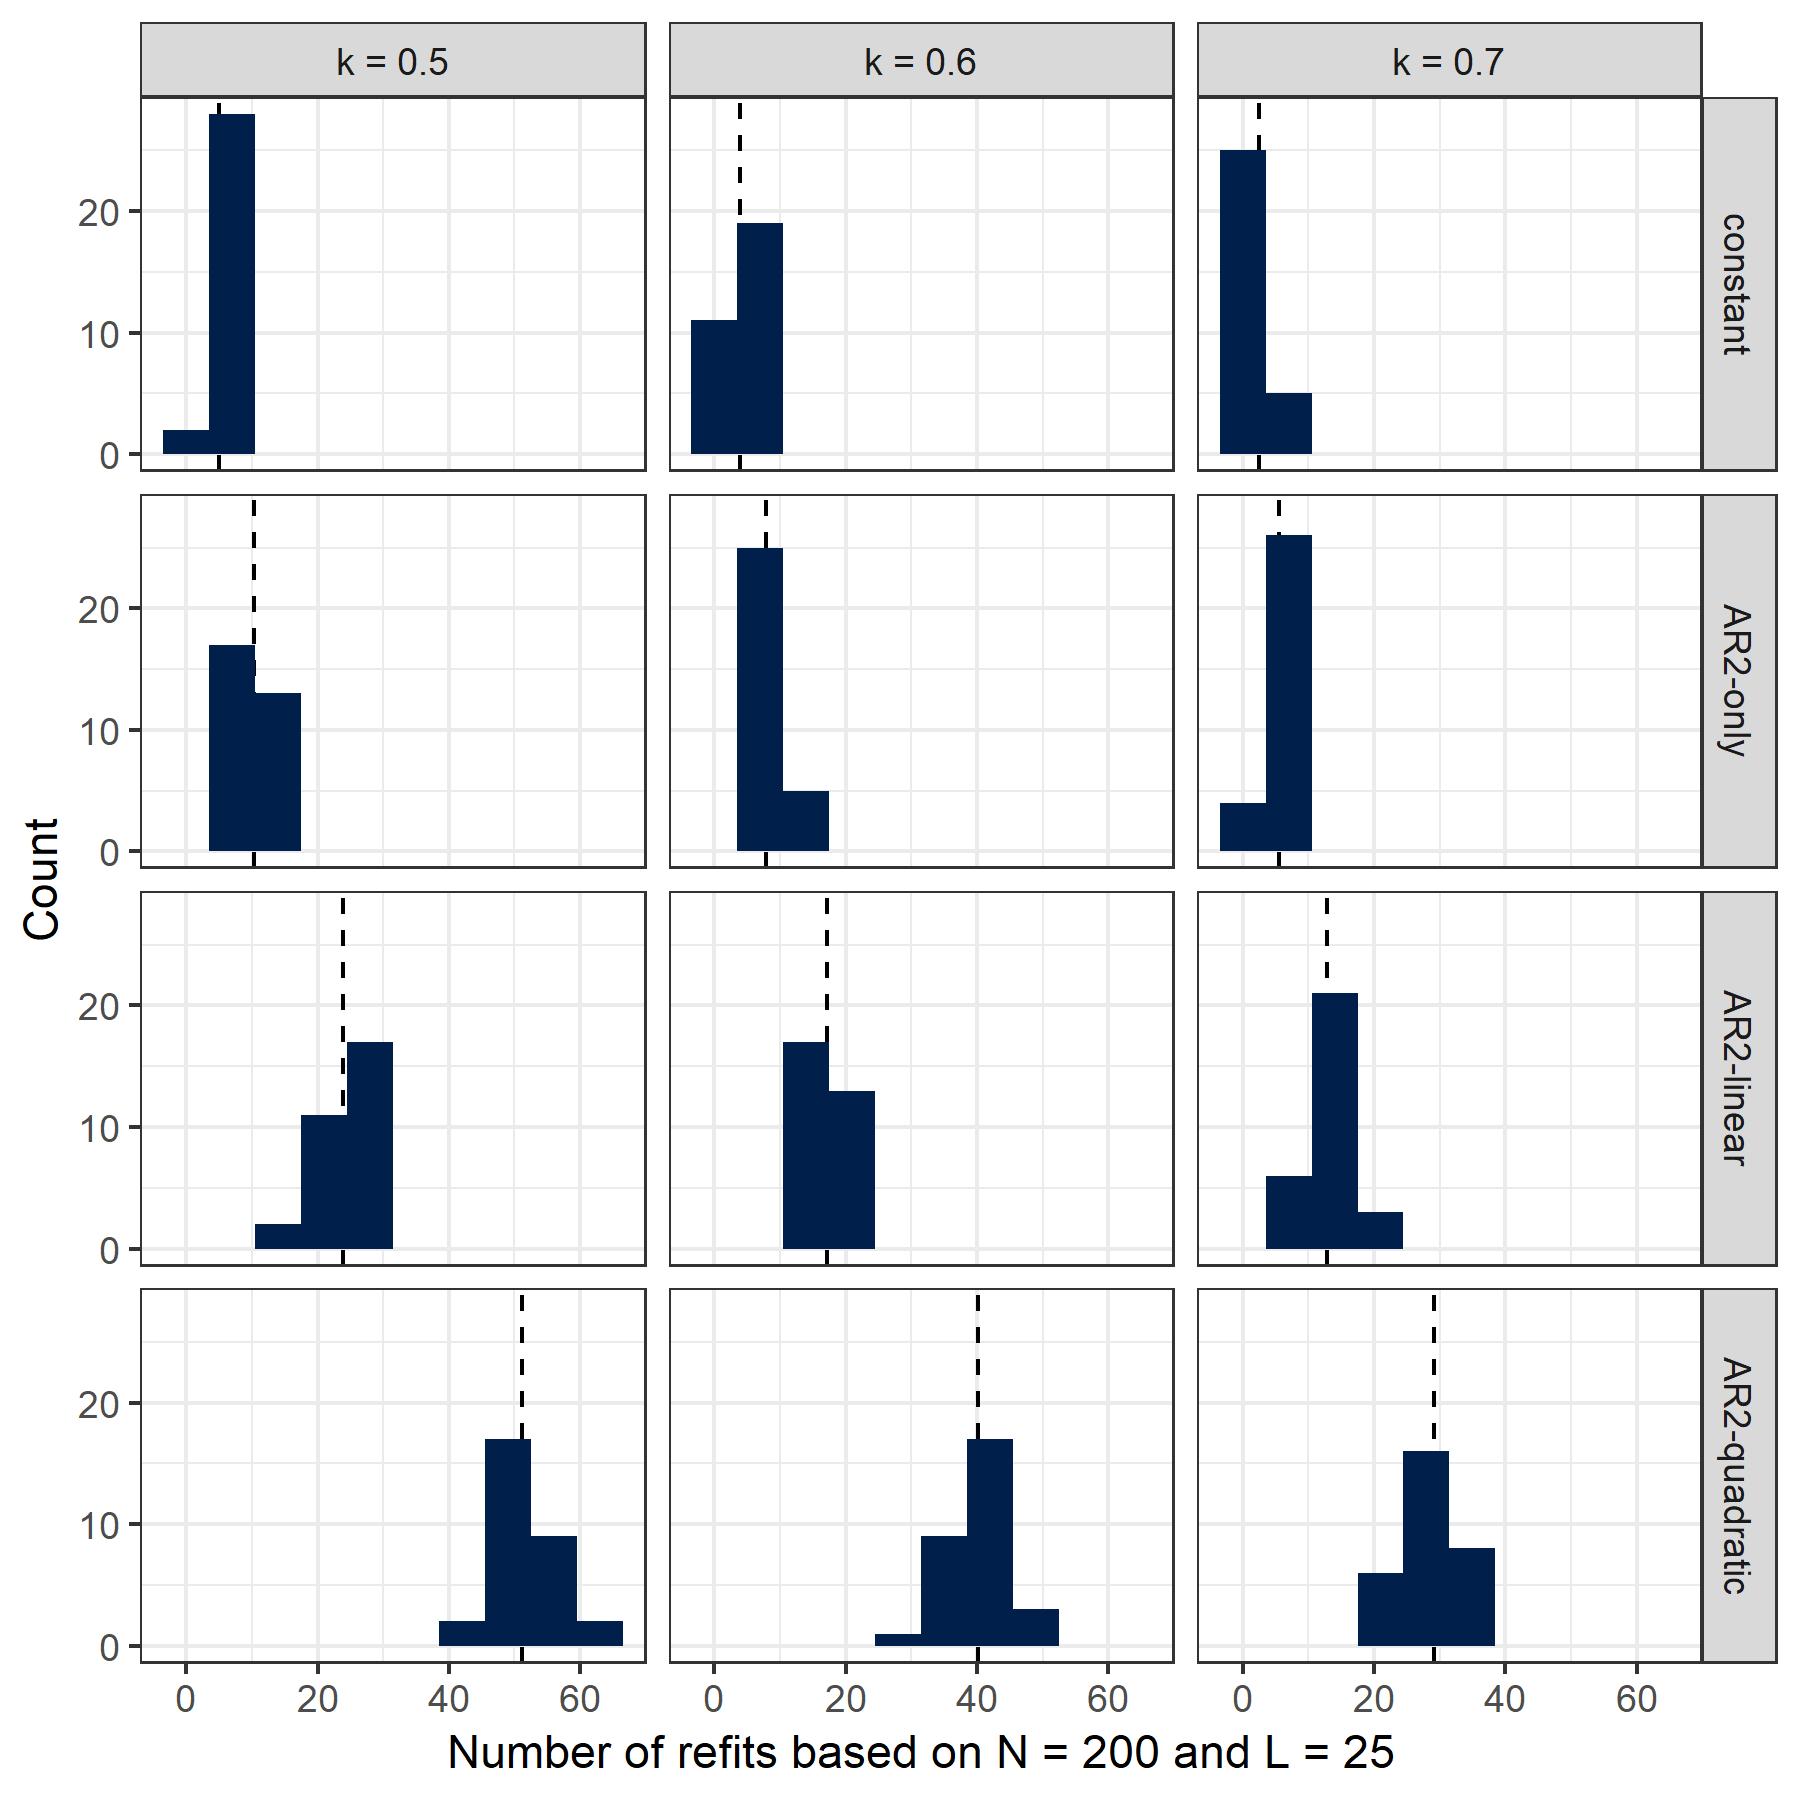 k = 0.5 k = 0.6 k = 0.7
20
10
0
constant
20
10
0
AR2-only
20
10
0
AR2-linear
20
10
0
AR2-quadratic
Count
0 20 40 60 0 20 40 60 0 20 40 60
Number of refits based on N = 200 and L = 25